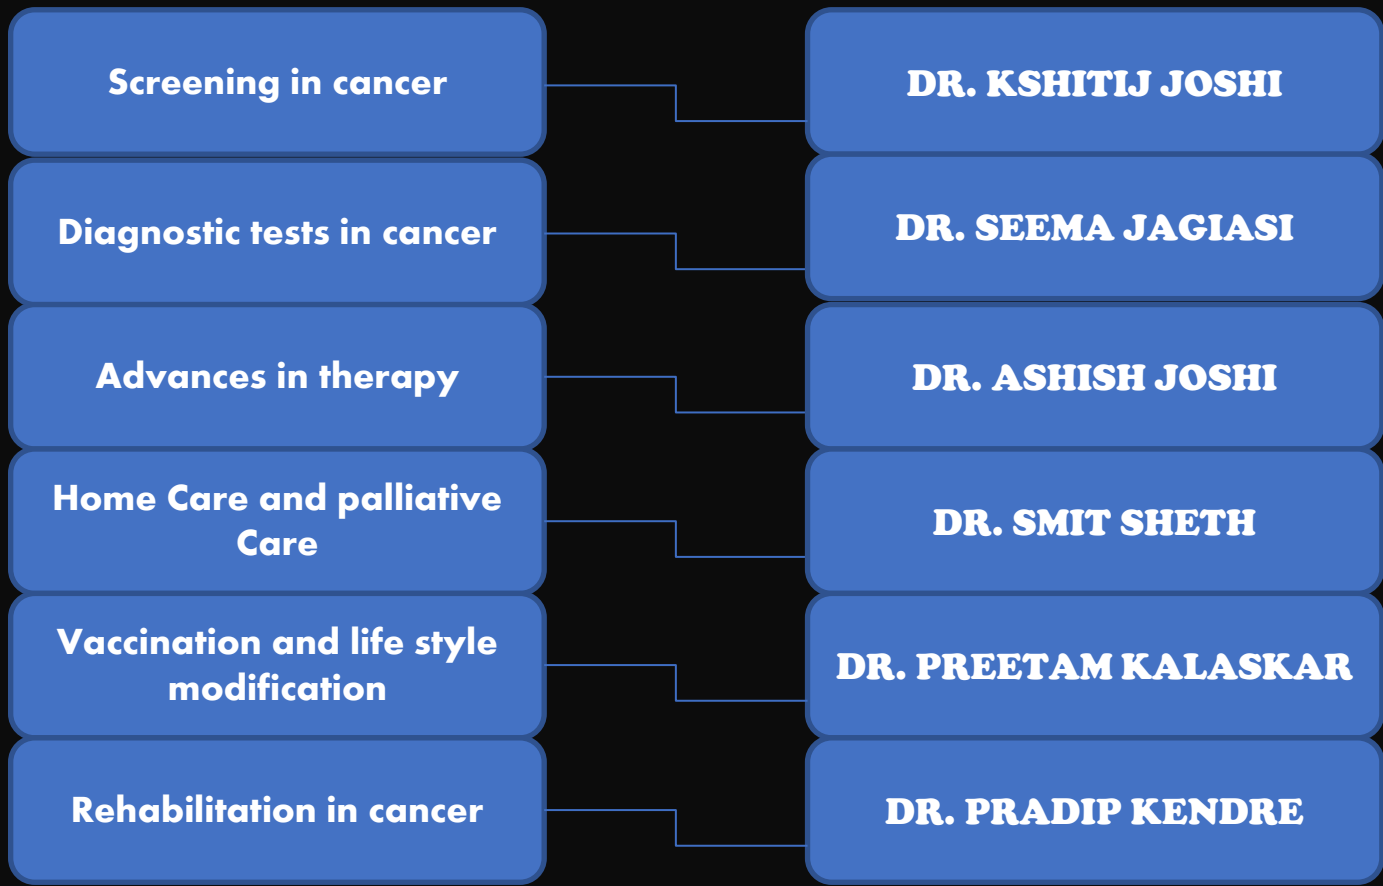 Screening in cancer
DR. KSHITIJ JOSHI
Diagnostic tests in cancer
DR. SEEMA JAGIASI
Advances in therapy
DR. ASHISH JOSHI
Home Care and palliative
Care
DR. SMIT SHETH
Vaccination and life style
modification
DR. PREETAM KALASKAR
Rehabilitation in cancer
DR. PRADIP KENDRE